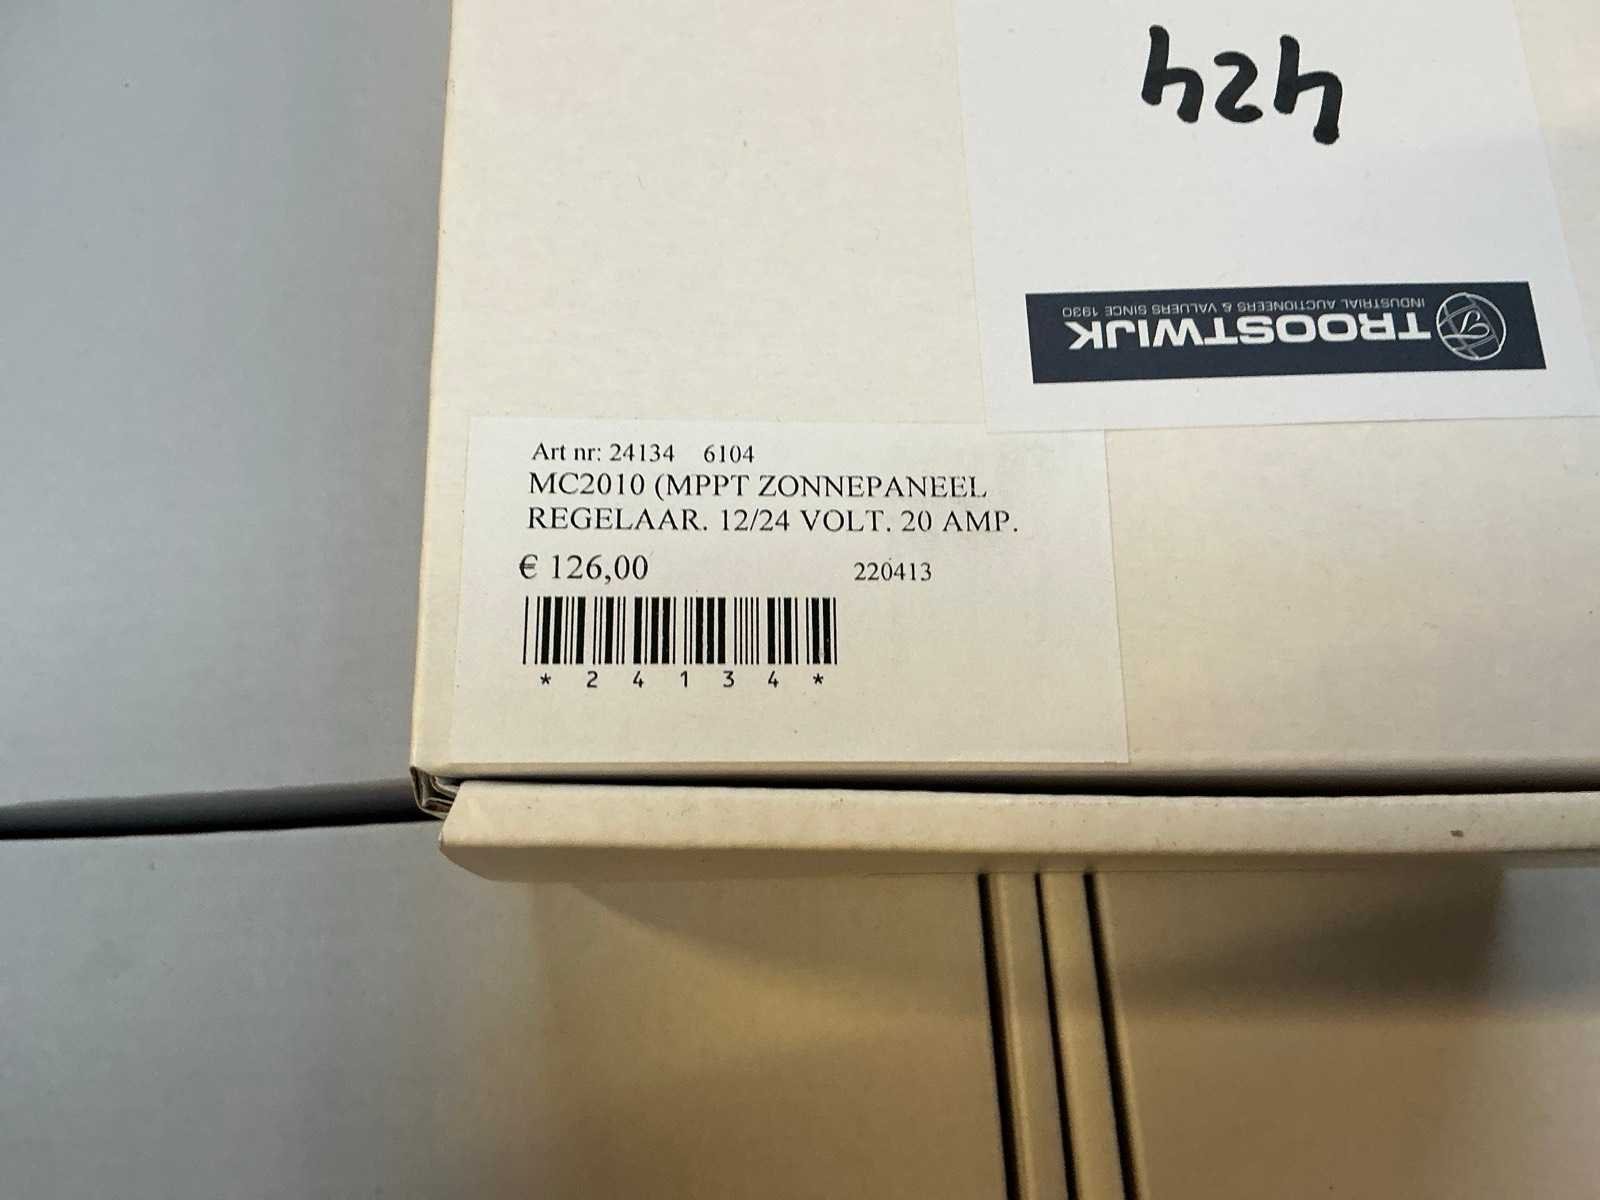 424
TROOSTWIJK
INDUSTRIAL AUCTIONEERS & VALUERS SINCE 1930
Art nr: 24134 6104
MC2010 (MPPT ZONNEPANEEL
REGELAAR. 12/24 VOLT. 20 AMP.
€ 126,00 220413
* 2 4 1 3 4 *